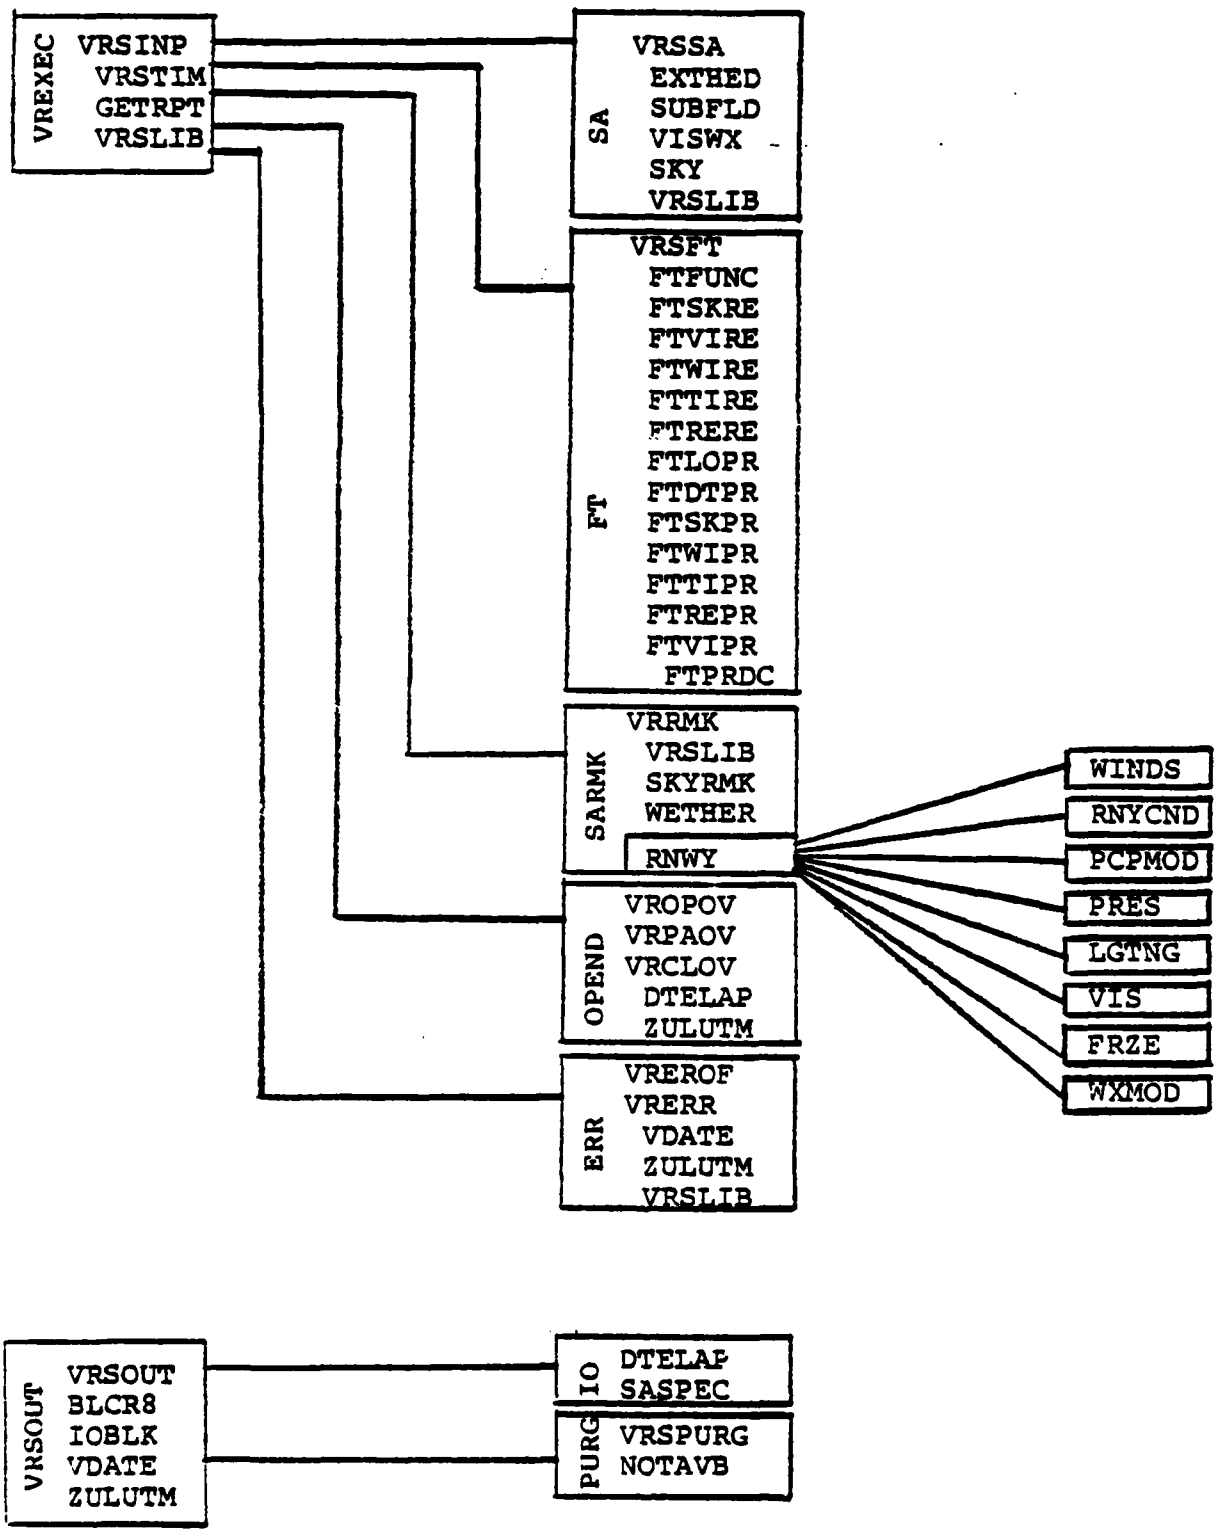 VREXEC
VRSINP
VRSTIM
GETRPT
VRSLIB
SA
VRSSA
EXTHED
SUBFLD
VISWX
SKY
VRSLIB
FT
VRSFT
FTFUNC
FTSKRE
FTVIRE
FTWIRE
FTTIRE
FTRERE
FTLOPR
FTDTPR
FTSKPR
FTWIPR
FTTIPR
FTREPR
FTVIPR
FTPRDC
SARMK
VRRMK
VRSLIB
SKYRMK
WETHER
RNWY
WINDS
RNYCND
PCPMOD
PRES
LGTNG
VIS
FRZE
WXMOD
OPEND
VROPOV
VRPAOV
VRCLOV
DTELAP
ZULUTM
ERR
VREROF
VRERR
VDATE
ZULUTM
VRSLIB
VRSOUT
VRSOUT
BLCR8
IOBLK
VDATE
ZULUTM
IO
DTELAP
SASPEC
PURG
VRSPURG
NOTAVB